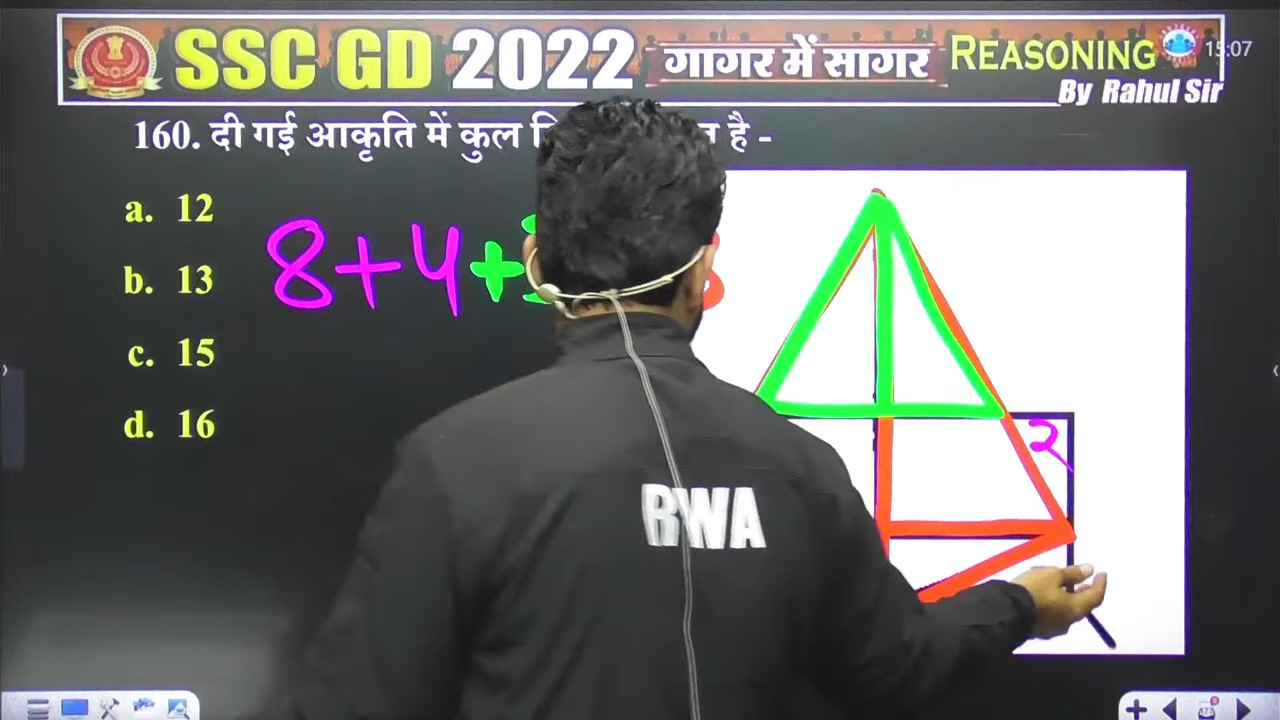 SSC GD 2022 गागर में सागर REASONING 15:07
By Rahul Sir
160. दी गई आकृति में कुल है -
a. 12
8+4+
b. 13
c. 15
२
d. 16
RWA